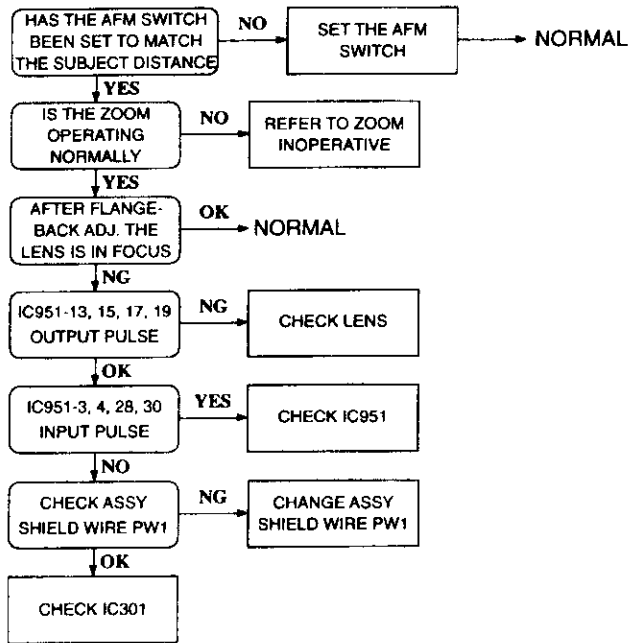 HAS THE AFM SWITCH
BEEN SET TO MATCH
THE SUBJECT DISTANCE
NO
SET THE AFM
SWITCH
NORMAL
YES
IS THE ZOOM
OPERATING
NORMALLY
NO
REFER TO ZOOM
INOPERATIVE
YES
AFTER FLANGE-
BACK ADJ. THE
LENS IS IN FOCUS
OK
NORMAL
NG
IC951-13, 15, 17, 19
OUTPUT PULSE
NG
CHECK LENS
OK
IC951-3, 4, 28, 30
INPUT PULSE
YES
CHECK IC951
NO
CHECK ASSY
SHIELD WIRE PW1
NG
CHANGE ASSY
SHIELD WIRE PW1
OK
CHECK IC301